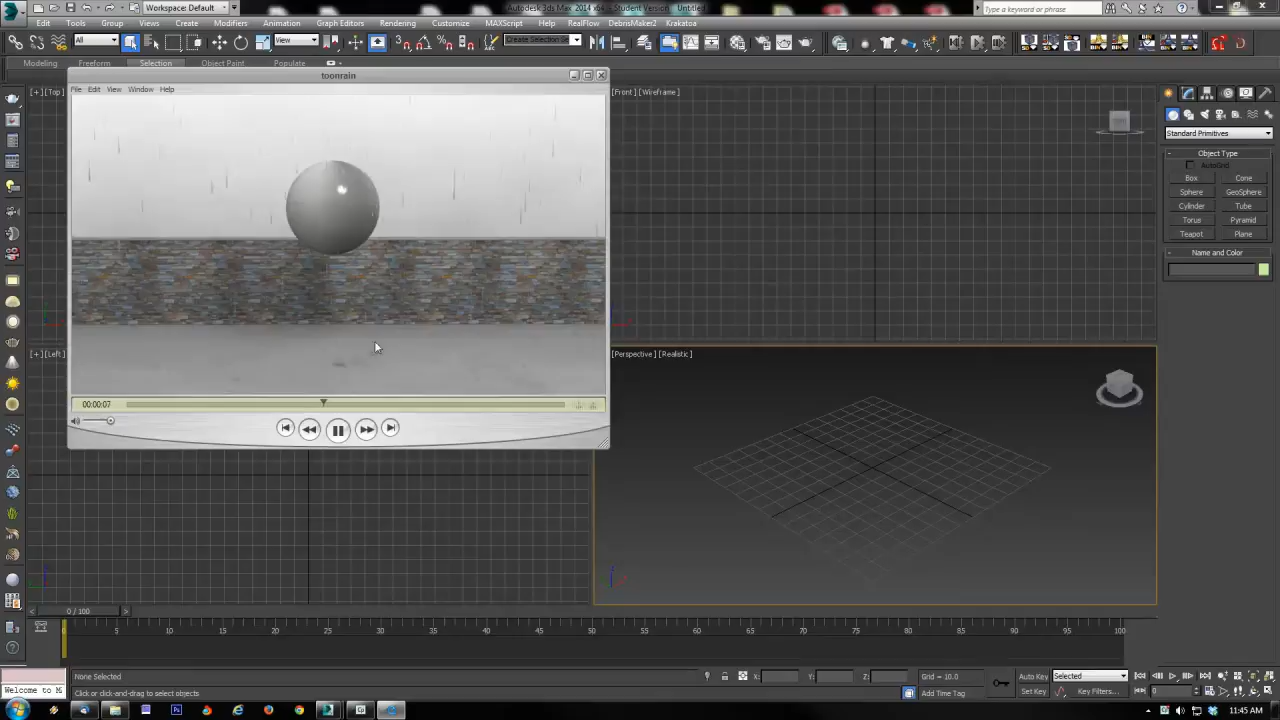 Workspace: Default
Autodesk 3ds Max 2014 x64 - Student Version
Untitled
Type a keyword or phrase
Edit Tools Group Views Create Modifiers Animation Graph Editors Rendering Customize MAXScript Help RealFlow DebrisMaker2 Krakatoa
All
View
Create Selection Se
Modeling Freeform Selection Object Paint Populate
toonrain
File Edit View Window Help
00:00:07
[+] [Top]
[Front] [Wireframe]
[+] [Left]
[Perspective] [Realistic]
Standard Primitives
Object Type
AutoGrid
Box Cone
Sphere GeoSphere
Cylinder Tube
Torus Pyramid
Teapot Plane
Name and Color
0 / 100
0 5 10 15 20 25 30 35 40 45 50 55 60 65 70 75 80 85 90 95 100
None Selected
X: Y: Z: Grid = 10.0
Auto Key Selected
Welcome to M
Click or click-and-drag to select objects
Add Time Tag
Set Key Key Filters...
0
11:45 AM